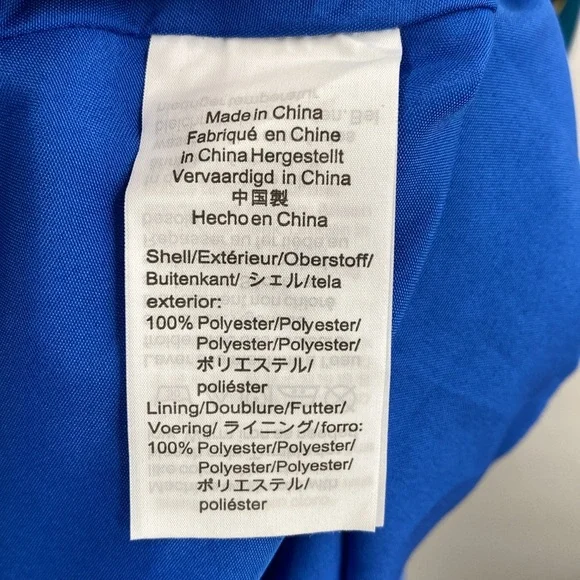 Made in China
Fabriqué en Chine
in China Hergestellt
Vervaardigd in China
中国製
Hecho en China
Shell/Extérieur/Oberstoff/
Buitenkant/ シェル/tela
exterior:
100% Polyester/Polyester/
Polyester/Polyester/
ポリエステル/
poliéster
Lining/Doublure/Futter/
Voering/ ライニング/forro:
100% Polyester/Polyester/
Polyester/Polyester/
ポリエステル/
poliéster